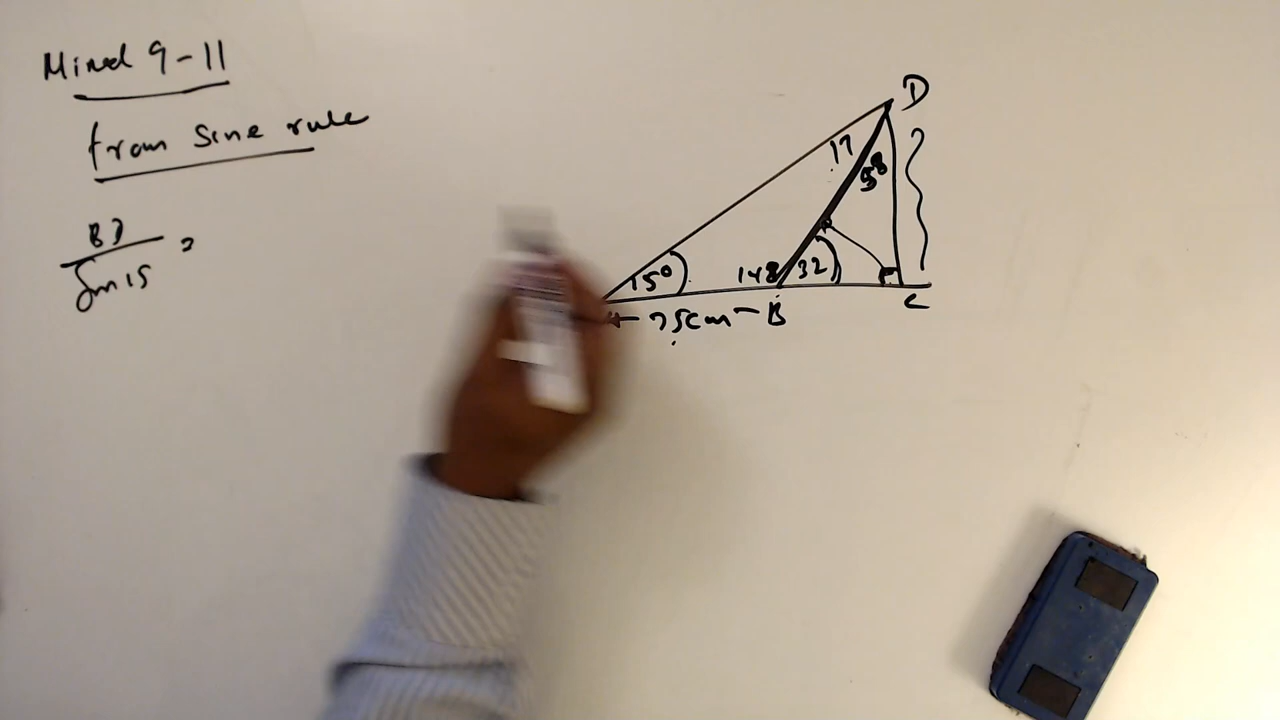 Mixed 9-11
from Sine rule
BD
Sin 15 =
D
17
58
15°
148
32
75cm
B
C